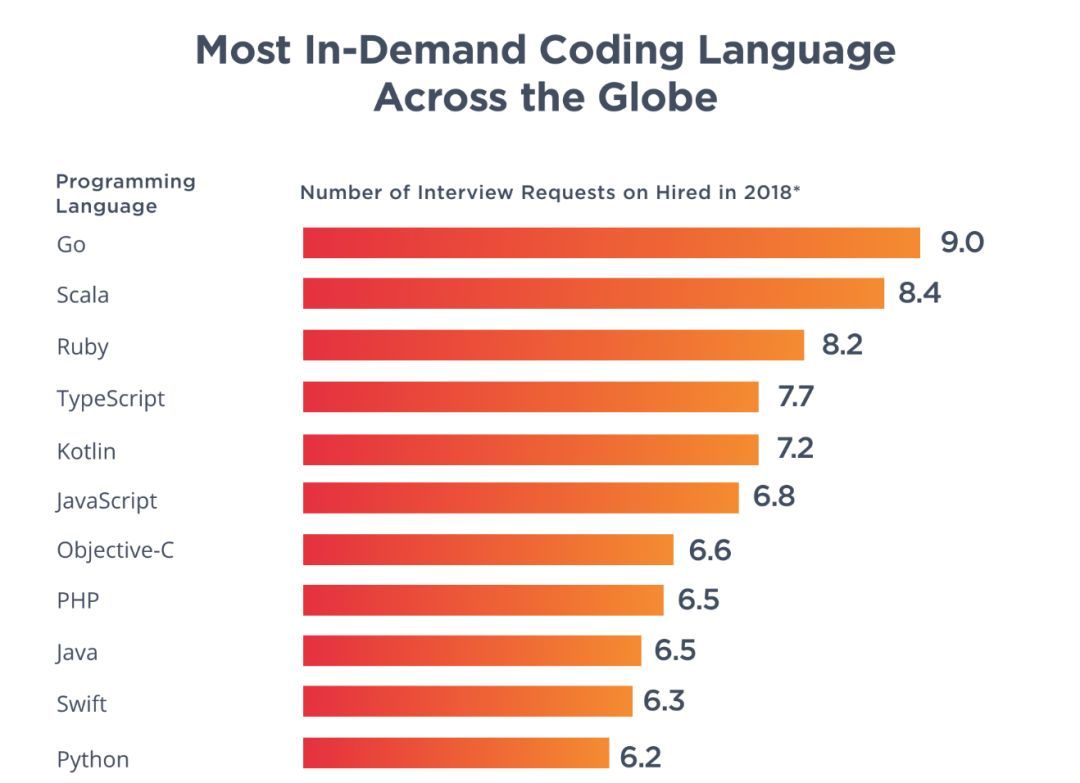 Most In-Demand Coding Language
Across the Globe
Programming
Language
Number of Interview Requests on Hired in 2018*
Go 9.0
Scala 8.4
Ruby 8.2
TypeScript 7.7
Kotlin 7.2
JavaScript 6.8
Objective-C 6.6
PHP 6.5
Java 6.5
Swift 6.3
Python 6.2